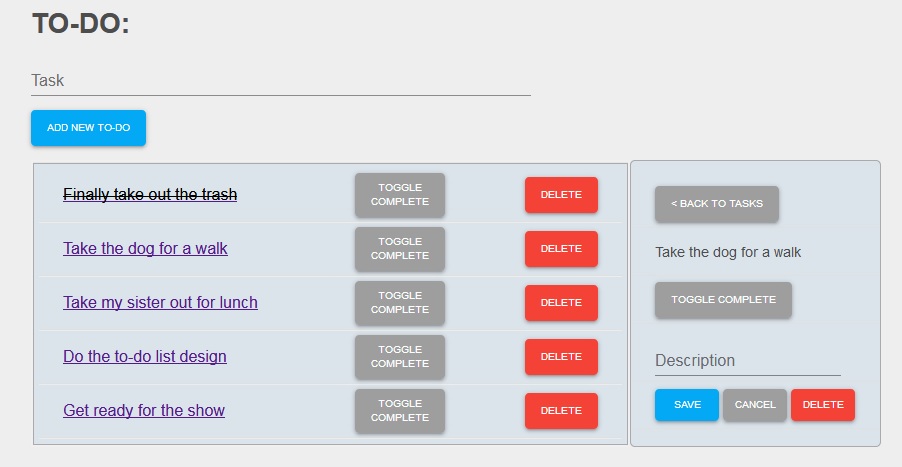 TO-DO:
Task
ADD NEW TO-DO
Finally take out the trash
TOGGLE
COMPLETE
DELETE
Take the dog for a walk
TOGGLE
COMPLETE
DELETE
Take my sister out for lunch
TOGGLE
COMPLETE
DELETE
Do the to-do list design
TOGGLE
COMPLETE
DELETE
Get ready for the show
TOGGLE
COMPLETE
DELETE
< BACK TO TASKS
Take the dog for a walk
TOGGLE COMPLETE
Description
SAVE CANCEL DELETE